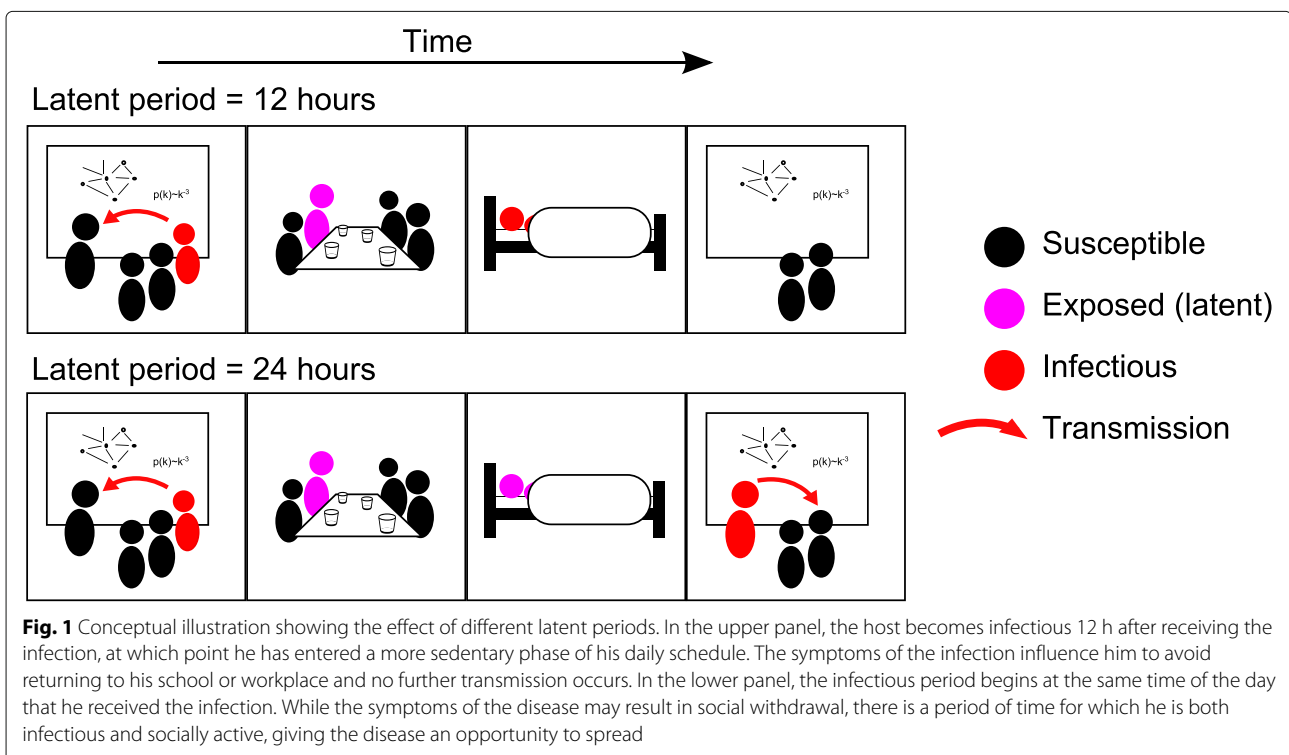 Time
Latent period = 12 hours
p(k)~k⁻³
p(k)~k⁻³
Susceptible
Exposed (latent)
Infectious
Transmission
Latent period = 24 hours
p(k)~k⁻³
p(k)~k⁻³
Fig. 1 Conceptual illustration showing the effect of different latent periods. In the upper panel, the host becomes infectious 12 h after receiving the
infection, at which point he has entered a more sedentary phase of his daily schedule. The symptoms of the infection influence him to avoid
returning to his school or workplace and no further transmission occurs. In the lower panel, the infectious period begins at the same time of the day
that he received the infection. While the symptoms of the disease may result in social withdrawal, there is a period of time for which he is both
infectious and socially active, giving the disease an opportunity to spread